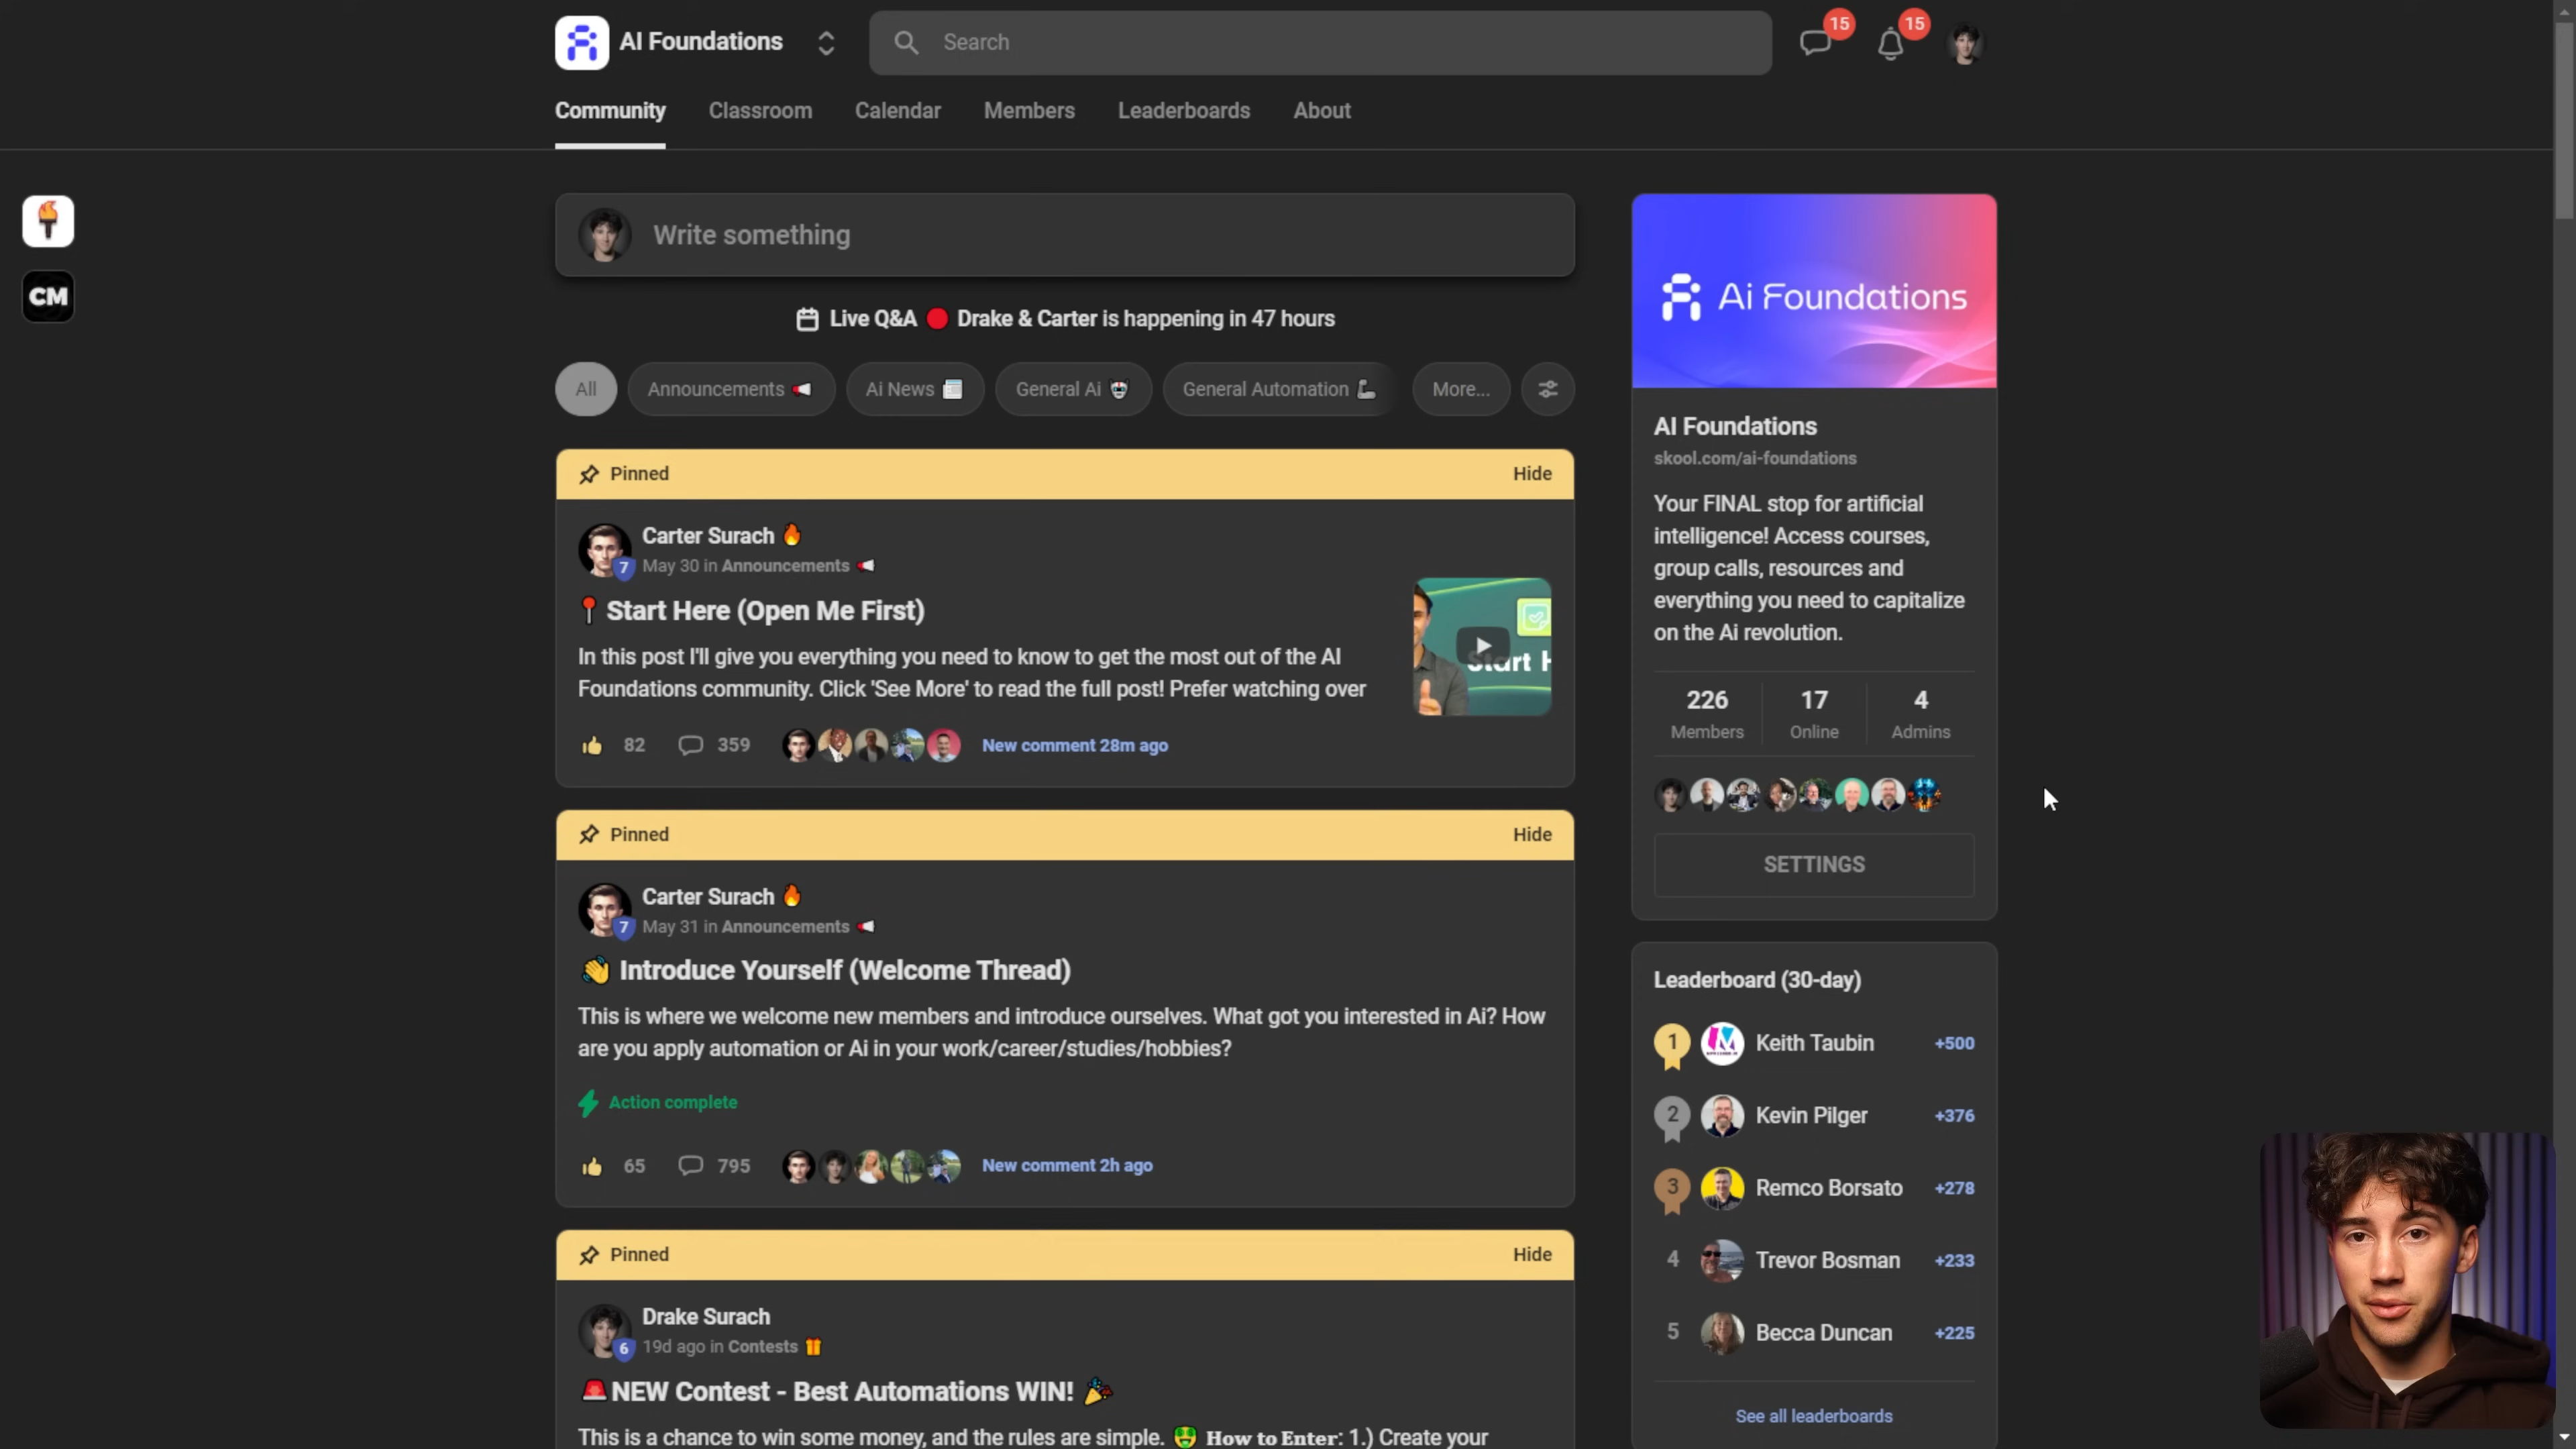 AI Foundations
Search
15
15
Community
Classroom
Calendar
Members
Leaderboards
About
CM
Write something
Live Q&A 🔴 Drake & Carter is happening in 47 hours
All
Announcements 📢
Ai News 📰
General Ai
General Automation 🦾
More...
Pinned
Hide
Carter Surach 🔥
7
May 30 in Announcements 📢
📍 Start Here (Open Me First)
In this post I'll give you everything you need to know to get the most out of the AI
Foundations community. Click 'See More' to read the full post! Prefer watching over
Start H
82
359
New comment 28m ago
Pinned
Hide
Carter Surach 🔥
7
May 31 in Announcements 📢
👋 Introduce Yourself (Welcome Thread)
This is where we welcome new members and introduce ourselves. What got you interested in Ai? How
are you apply automation or Ai in your work/career/studies/hobbies?
Action complete
65
795
New comment 2h ago
Pinned
Hide
Drake Surach
6
19d ago in Contests 🎁
🚨NEW Contest - Best Automations WIN! 🎉
This is a chance to win some money, and the rules are simple. 🤑 How to Enter: 1.) Create your
Ai Foundations
AI Foundations
skool.com/ai-foundations
Your FINAL stop for artificial
intelligence! Access courses,
group calls, resources and
everything you need to capitalize
on the Ai revolution.
226
Members
17
Online
4
Admins
SETTINGS
Leaderboard (30-day)
1 Keith Taubin +500
2 Kevin Pilger +376
3 Remco Borsato +278
4 Trevor Bosman +233
5 Becca Duncan +225
See all leaderboards